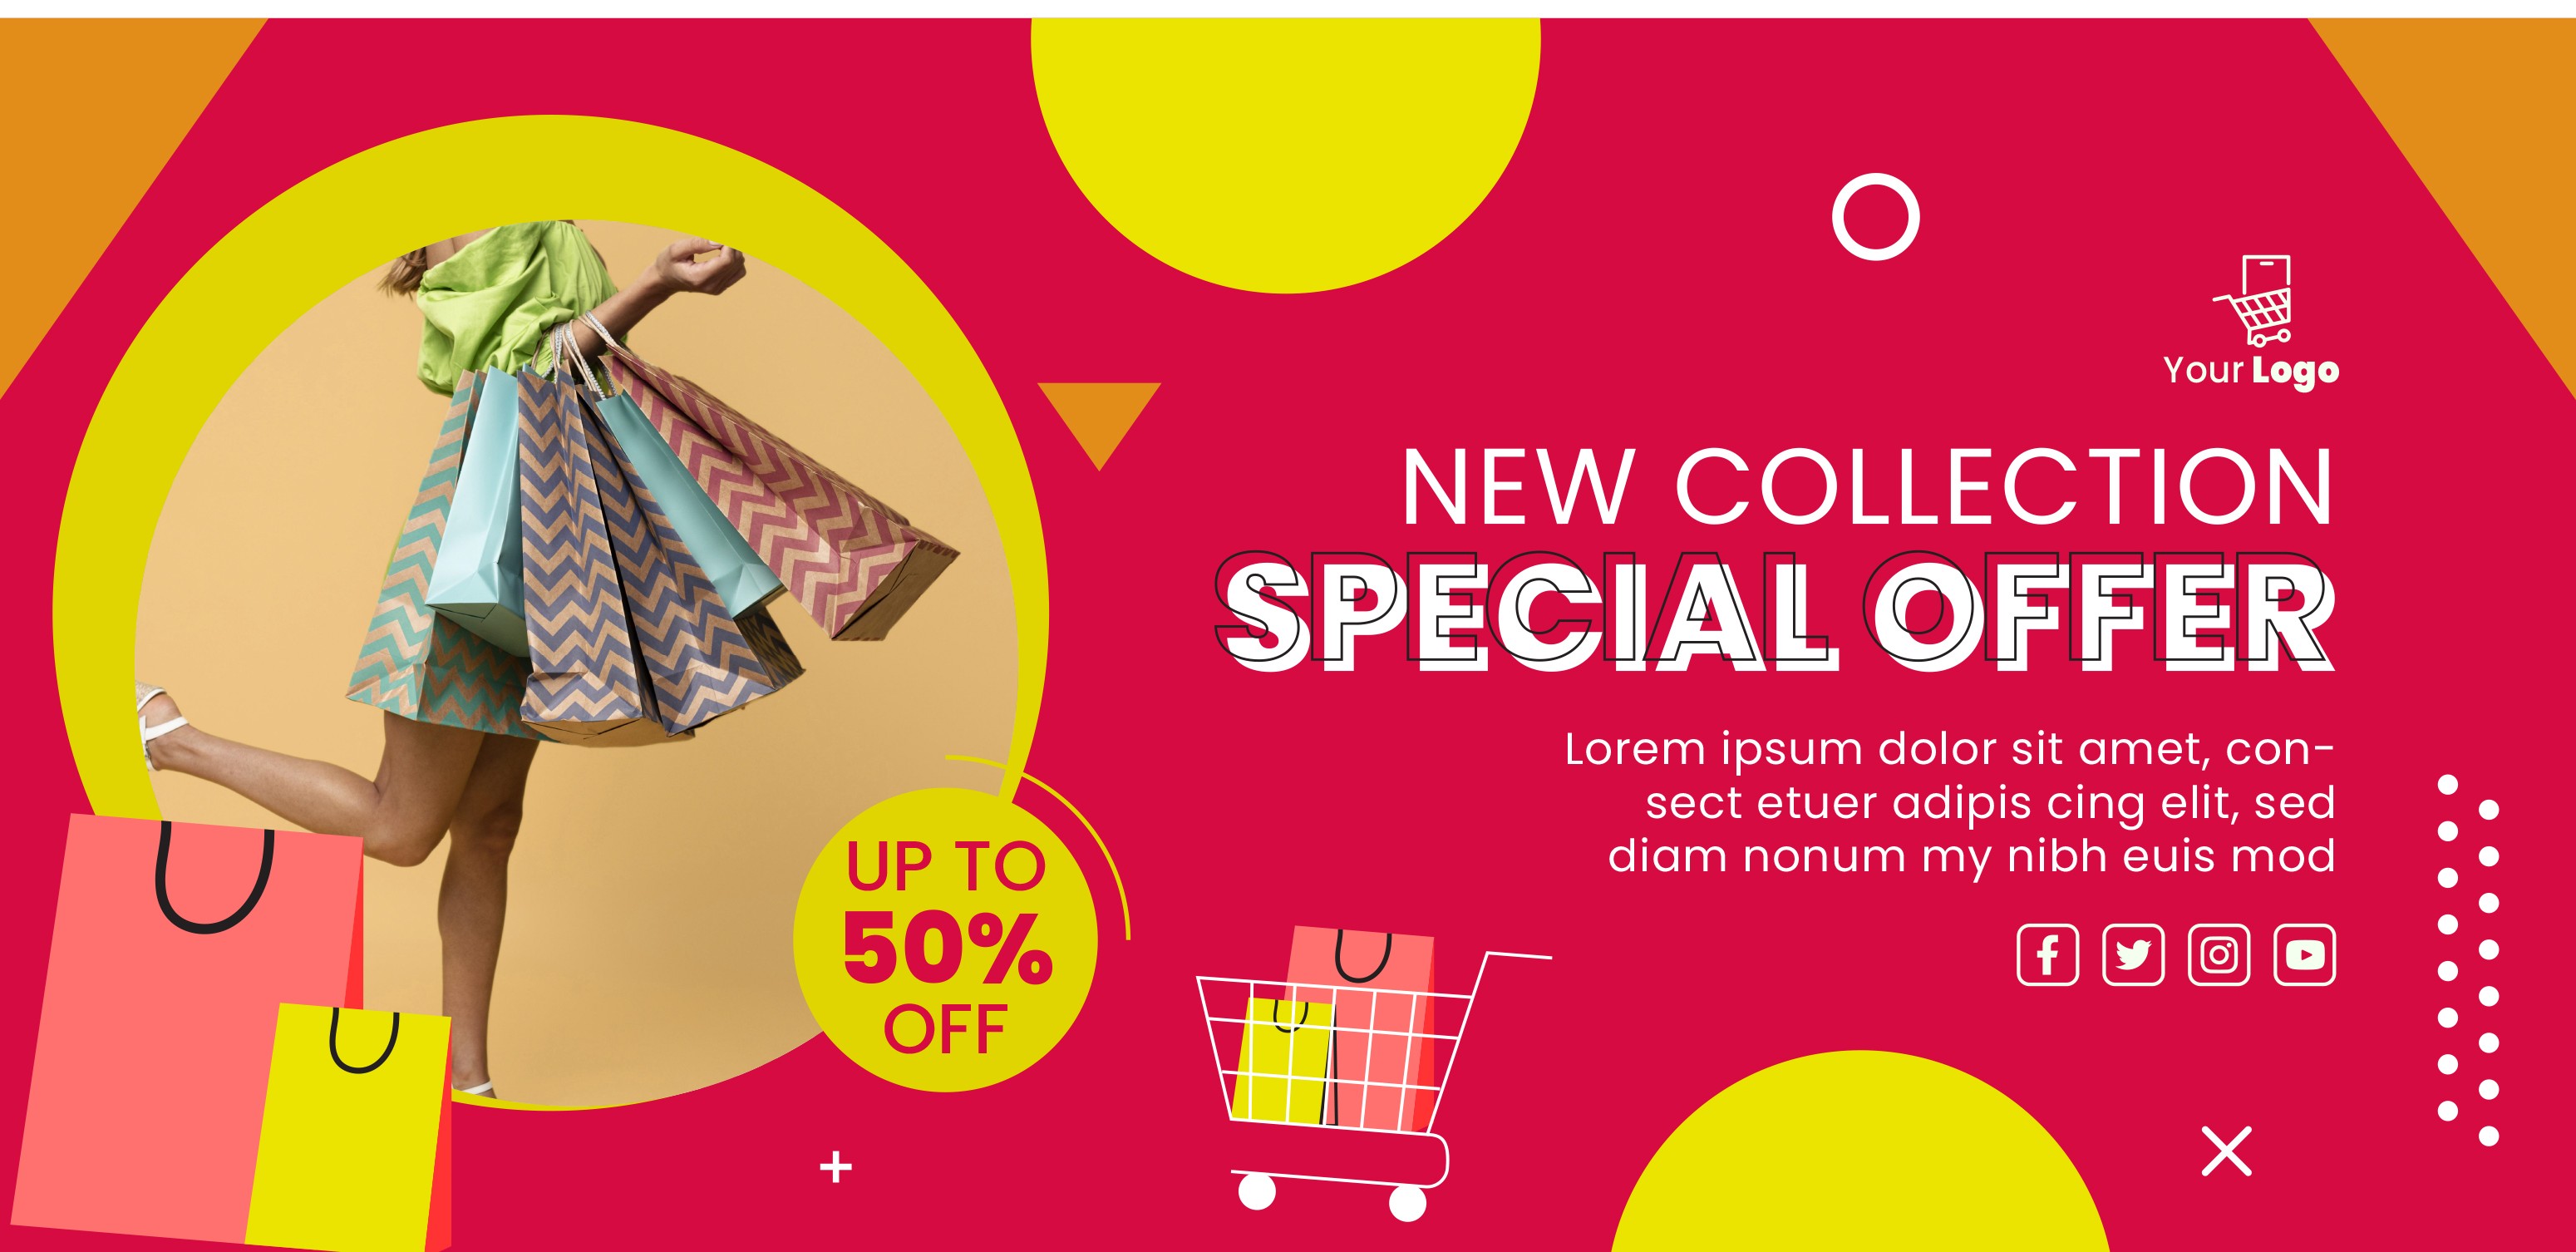 Your Logo
NEW COLLECTION
SPECIAL OFFER
Lorem ipsum dolor sit amet, con-
sect etuer adipis cing elit, sed
diam nonum my nibh euis mod
UP TO
50%
OFF